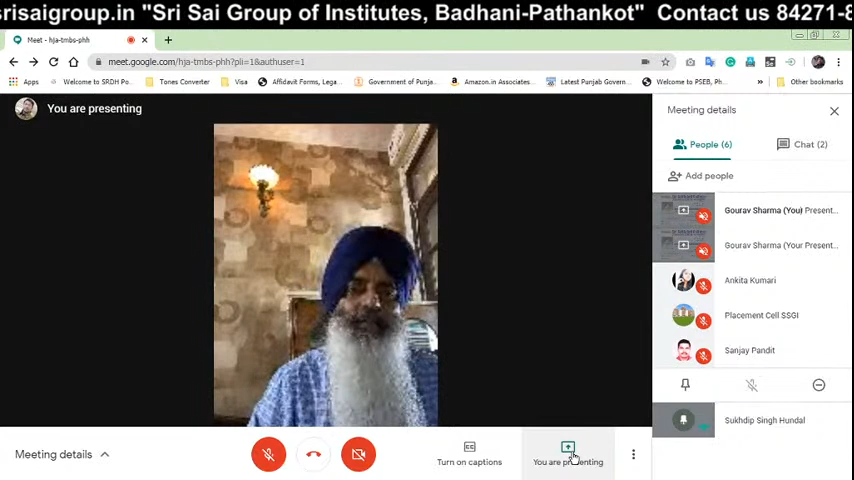 srisaigroup.in "Sri Sai Group of Institutes, Badhani-Pathankot"  Contact us 84271-8
Meet - hja-tmbs-phh
meet.google.com/hja-tmbs-phh?pli=1&authuser=1
Apps Welcome to SRDH Po... Tones Converter Visa Affidavit Forms, Lega... Government of Punja... Amazon.in Associates... Latest Punjab Govern... Welcome to PSEB, Ph... » Other bookmarks
You are presenting
Meeting details
People (6) Chat (2)
Add people
Gourav Sharma (You) Present...
Gourav Sharma (Your Present...
Ankita Kumari
Placement Cell SSGI
Sanjay Pandit
Sukhdip Singh Hundal
Meeting details
Turn on captions
You are presenting